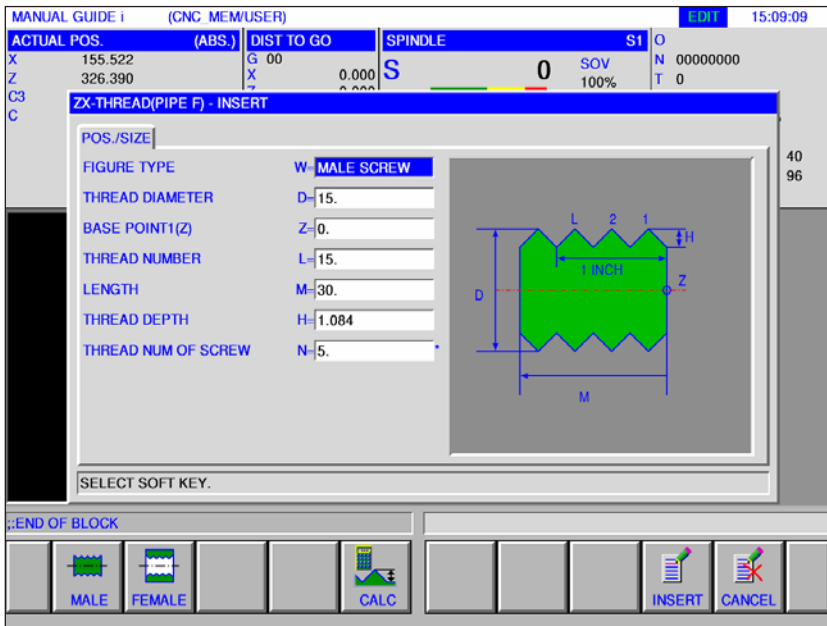 MANUAL GUIDE i (CNC_MEM/USER) EDIT 15:09:09
ACTUAL POS. (ABS.) DIST TO GO SPINDLE S1 O
X 155.522 G 00 S 0 SOV N 00000000
Z 326.390 X 0.000 100% T 0
C3
C
ZX-THREAD(PIPE F) - INSERT
POS./SIZE
FIGURE TYPE W= MALE SCREW
THREAD DIAMETER D= 15.
BASE POINT1(Z) Z= 0.
THREAD NUMBER L= 15.
LENGTH M= 30.
THREAD DEPTH H= 1.084
THREAD NUM OF SCREW N= 5. *
L 2 1
H
1 INCH
Z
D
M
40
96
SELECT SOFT KEY.
;:END OF BLOCK
MALE FEMALE CALC INSERT CANCEL